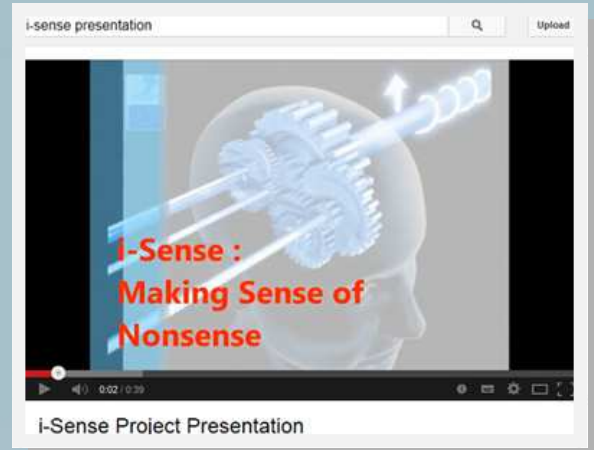 i-sense presentation
Upload
i-Sense :
Making Sense of
Nonsense
0:02 / 0:39
i-Sense Project Presentation